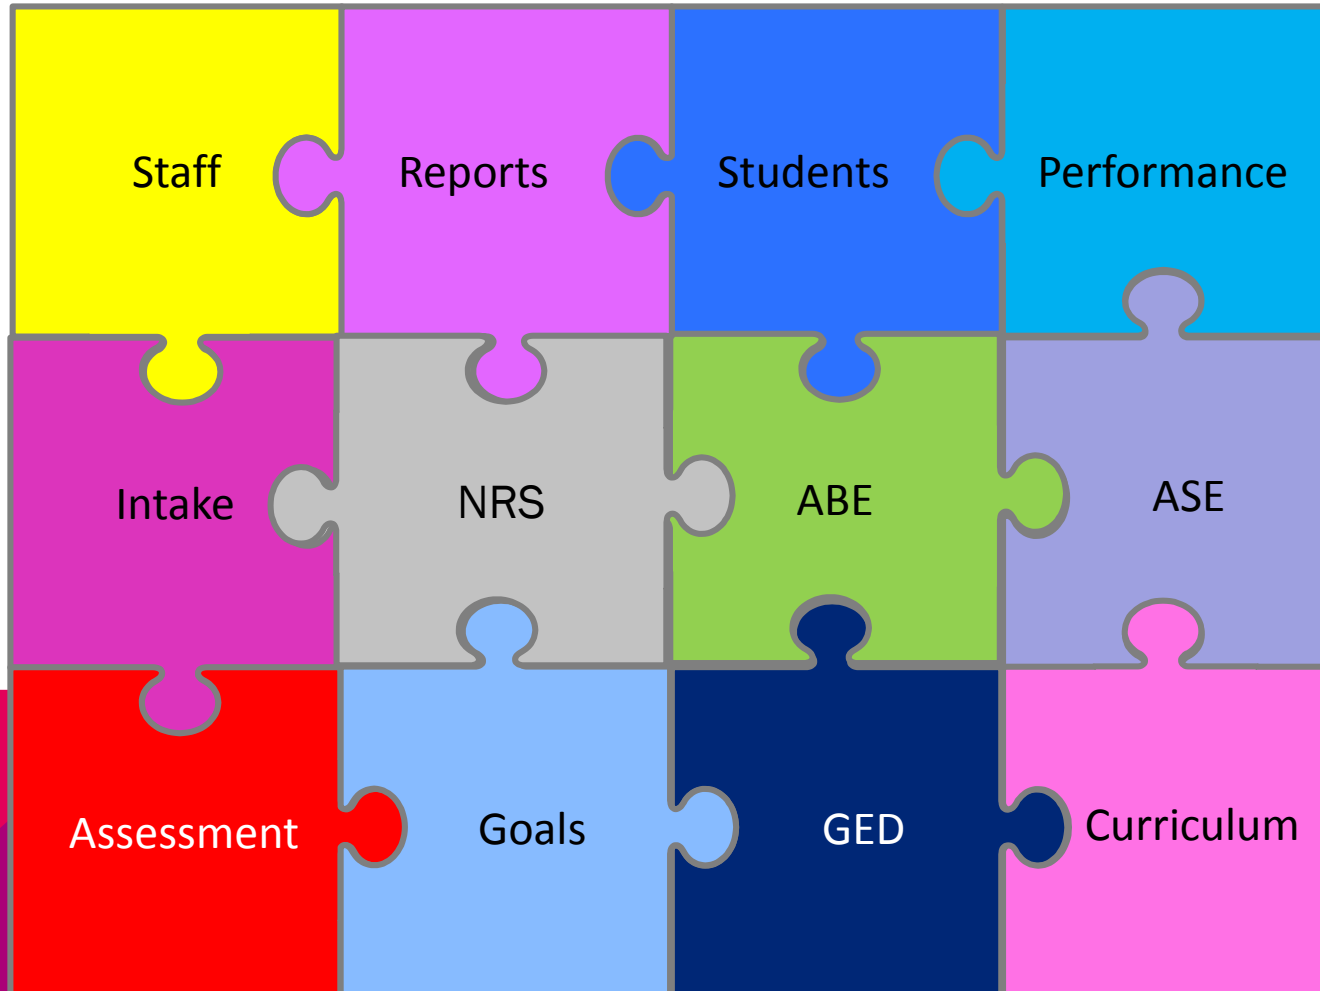 Staff
Reports
Students
Performance
Intake
NRS
ABE
ASE
Assessment
Goals
GED
Curriculum